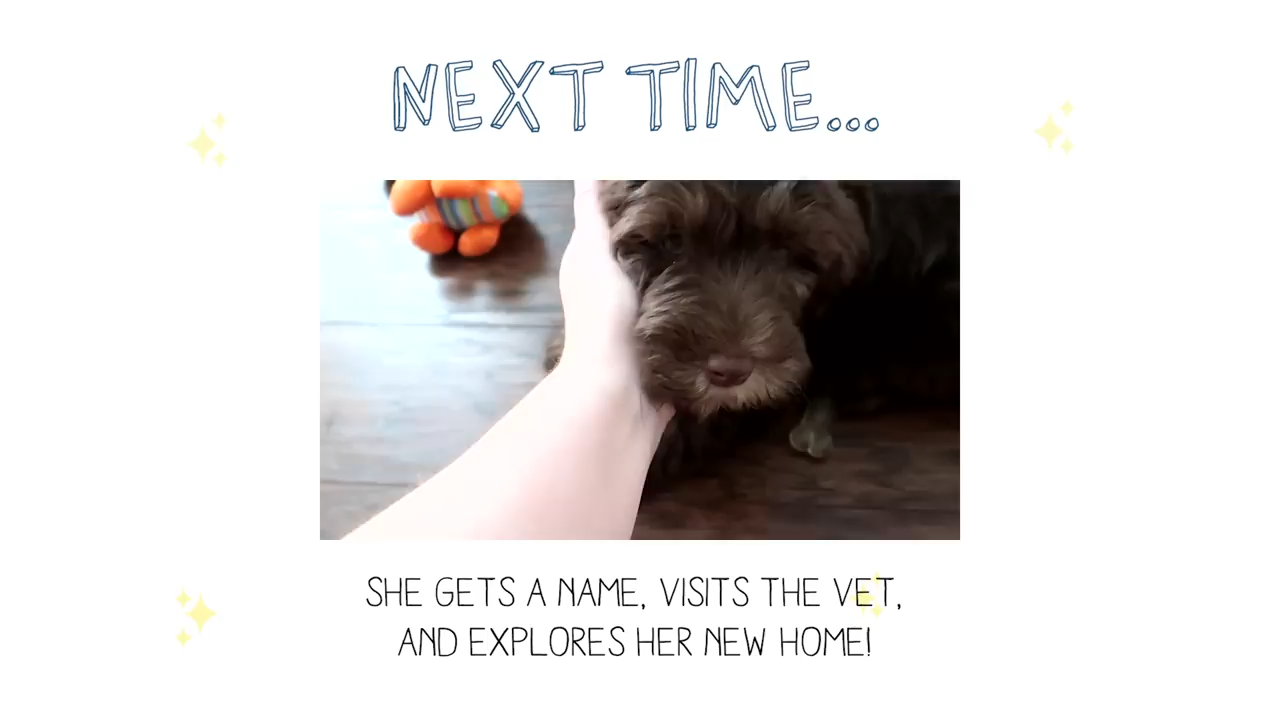 NEXT TIME...
SHE GETS A NAME, VISITS THE VET,
AND EXPLORES HER NEW HOME!